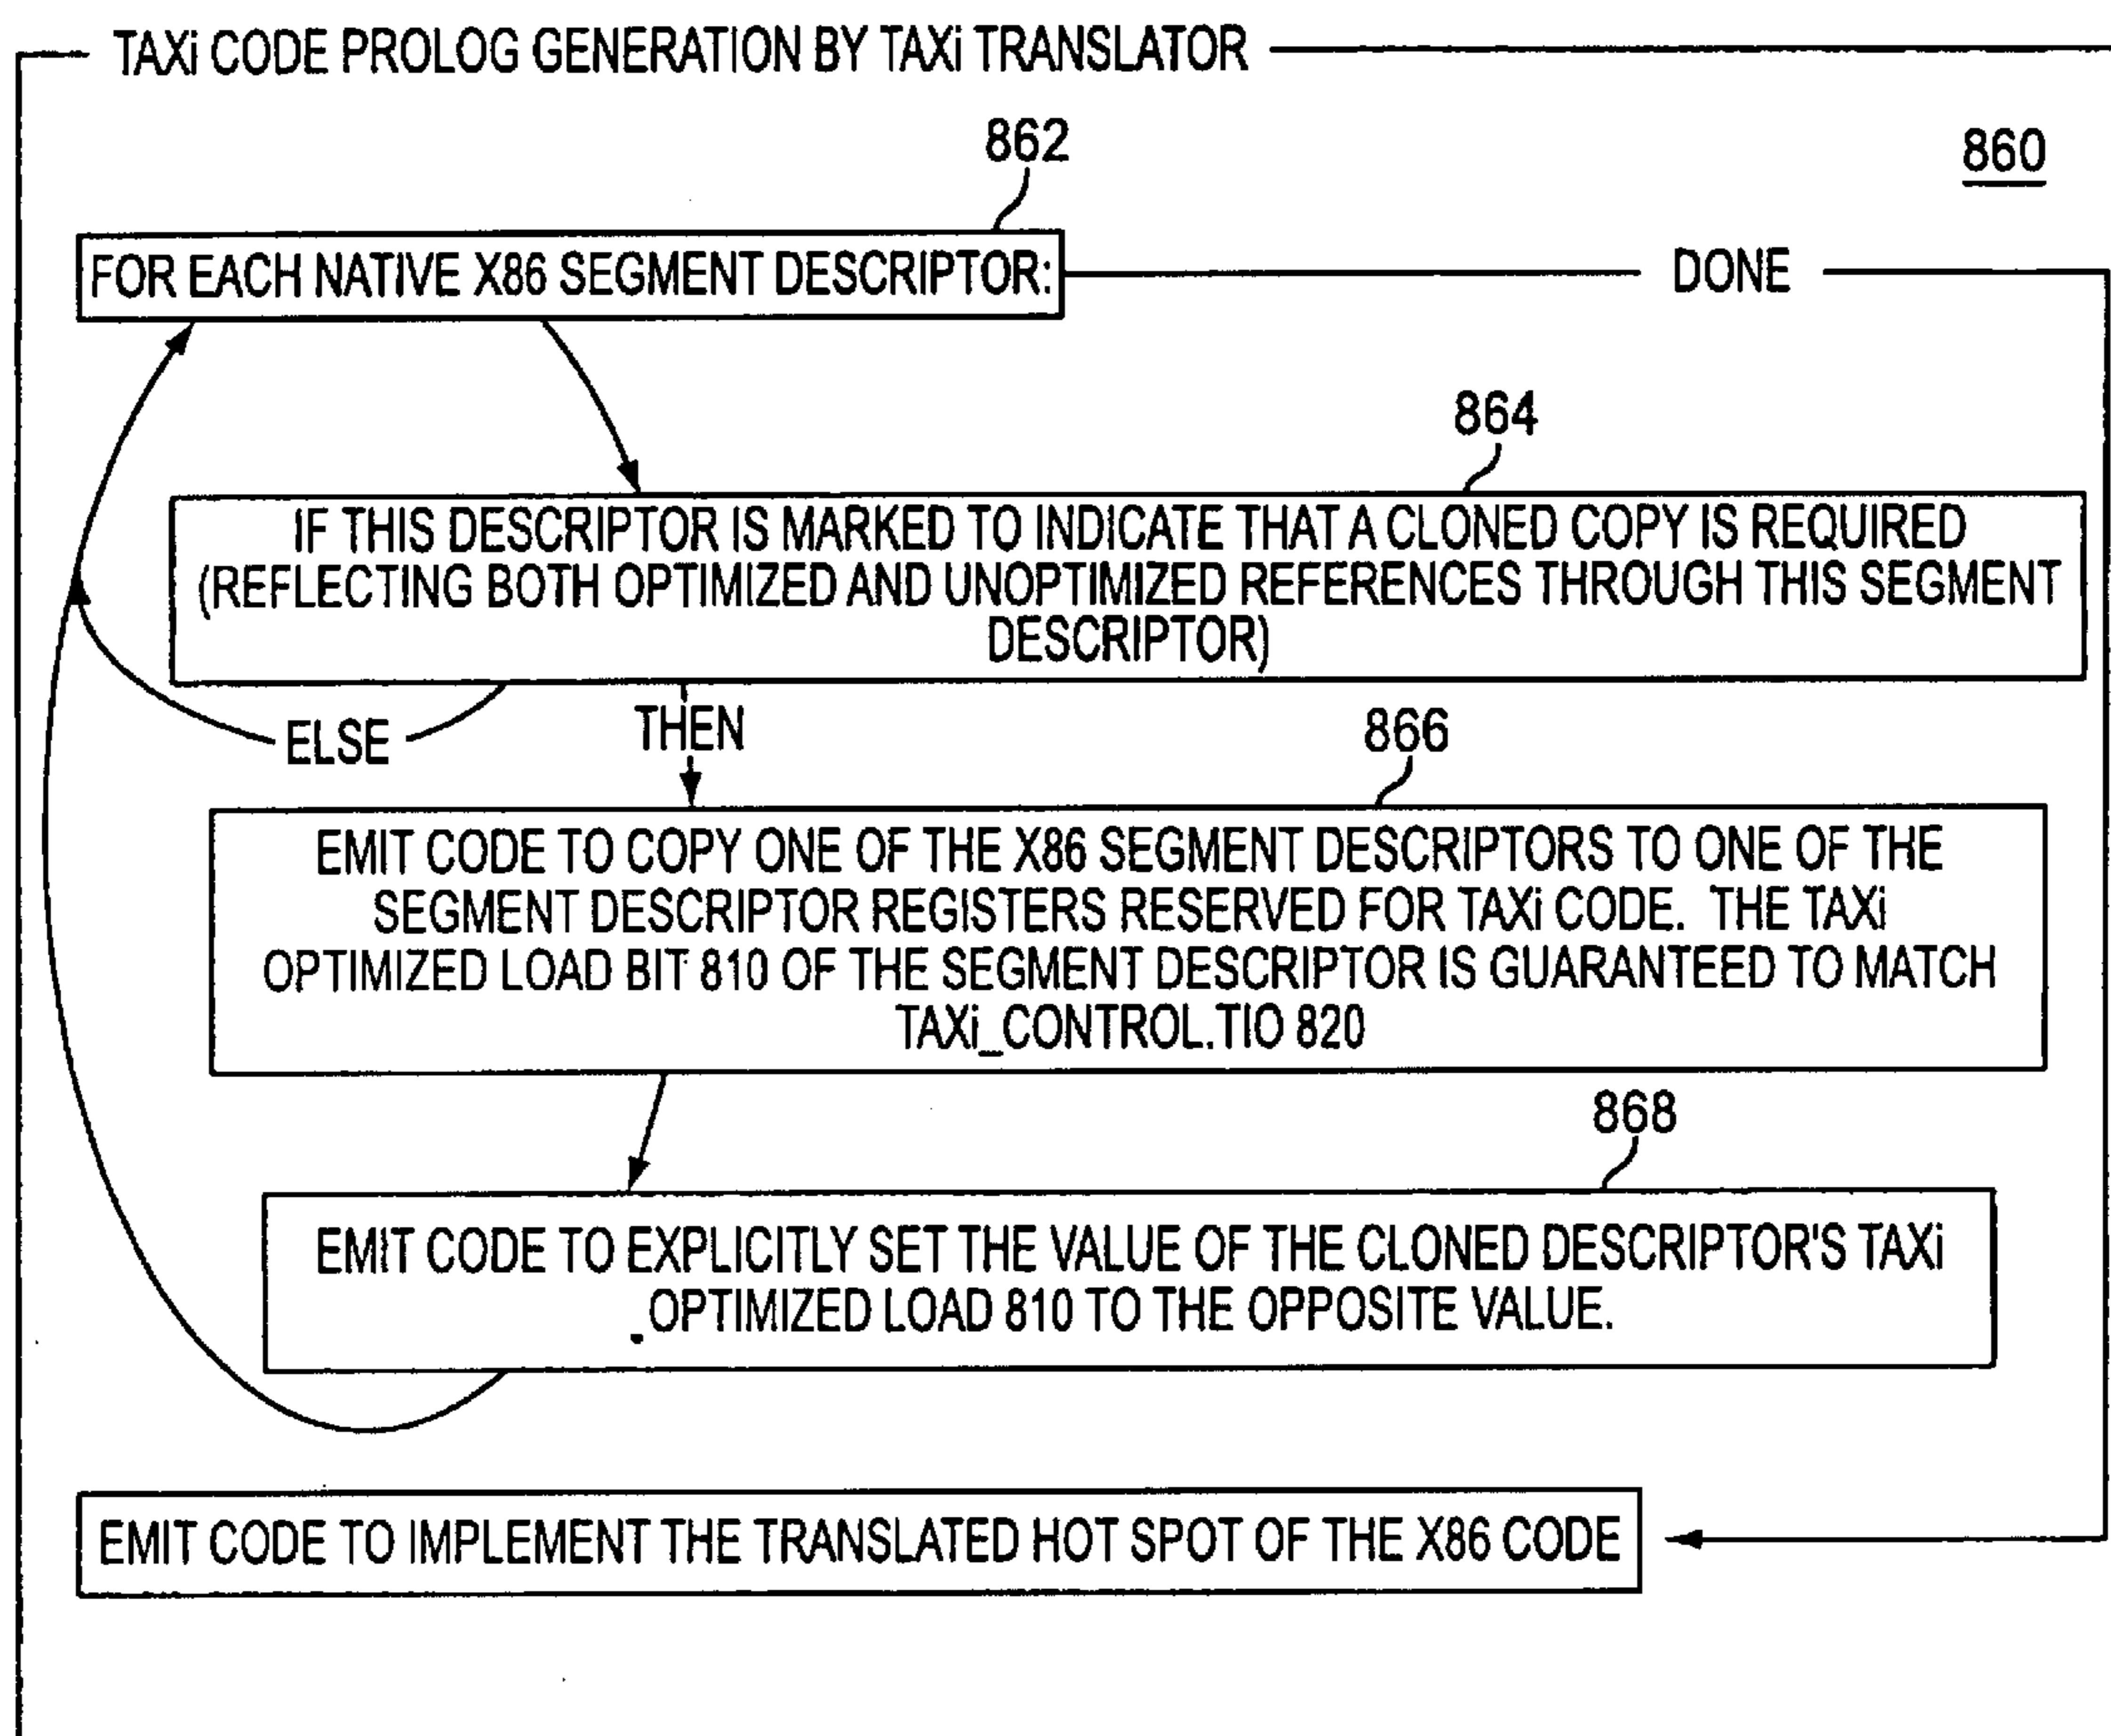 TAXi CODE PROLOG GENERATION BY TAXi TRANSLATOR
860
862
FOR EACH NATIVE X86 SEGMENT DESCRIPTOR:
DONE
864
IF THIS DESCRIPTOR IS MARKED TO INDICATE THAT A CLONED COPY IS REQUIRED
(REFLECTING BOTH OPTIMIZED AND UNOPTIMIZED REFERENCES THROUGH THIS SEGMENT
DESCRIPTOR)
ELSE
THEN
866
EMIT CODE TO COPY ONE OF THE X86 SEGMENT DESCRIPTORS TO ONE OF THE
SEGMENT DESCRIPTOR REGISTERS RESERVED FOR TAXi CODE. THE TAXi
OPTIMIZED LOAD BIT 810 OF THE SEGMENT DESCRIPTOR IS GUARANTEED TO MATCH
TAXi_CONTROL.TIO 820
868
EMIT CODE TO EXPLICITLY SET THE VALUE OF THE CLONED DESCRIPTOR'S TAXi
OPTIMIZED LOAD 810 TO THE OPPOSITE VALUE.
EMIT CODE TO IMPLEMENT THE TRANSLATED HOT SPOT OF THE X86 CODE